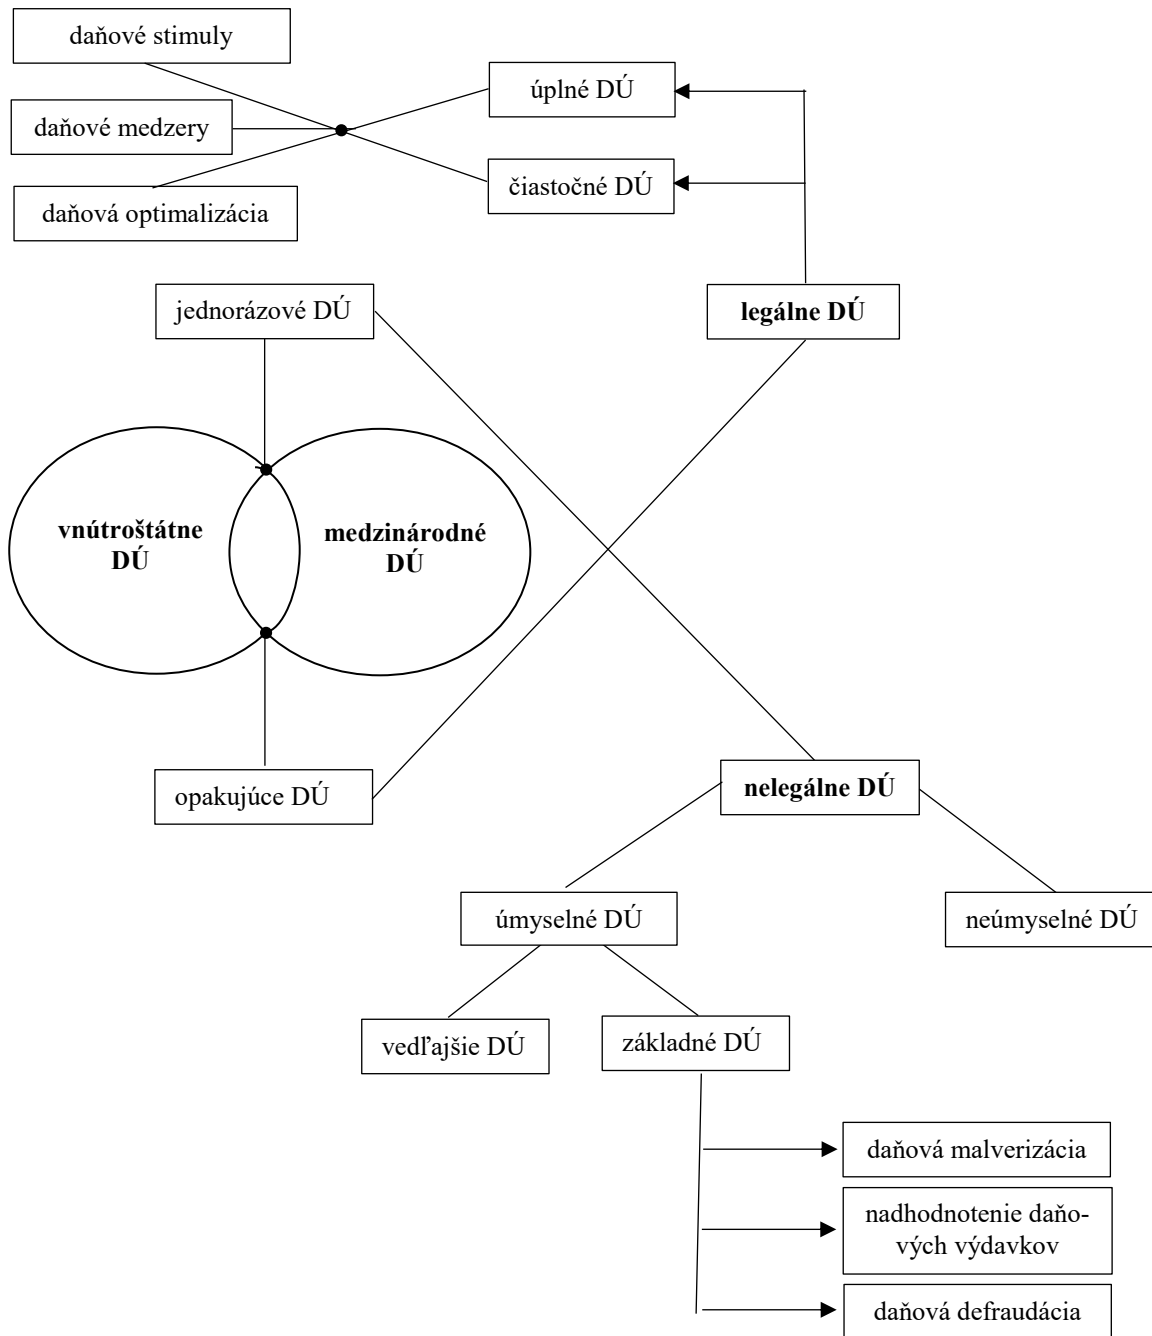 daňové stimuly
úplné DÚ
daňové medzery
čiastočné DÚ
daňová optimalizácia
jednorázové DÚ
legálne DÚ
vnútroštátne
DÚ
medzinárodné
DÚ
opakujúce DÚ
nelegálne DÚ
úmyselné DÚ
neúmyselné DÚ
vedľajšie DÚ
základné DÚ
daňová malverizácia
nadhodnotenie daňo-
vých výdavkov
daňová defraudácia